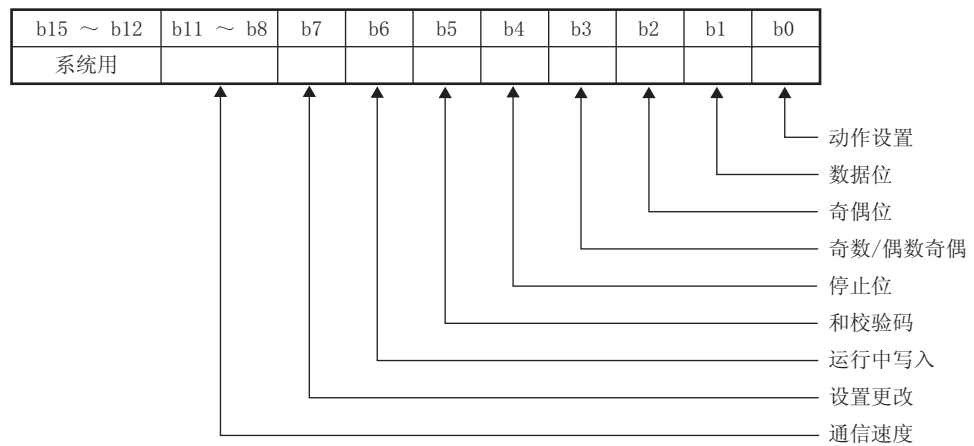 b15 ～ b12 b11 ～ b8 b7 b6 b5 b4 b3 b2 b1 b0
系统用
动作设置
数据位
奇偶位
奇数/偶数奇偶
停止位
和校验码
运行中写入
设置更改
通信速度